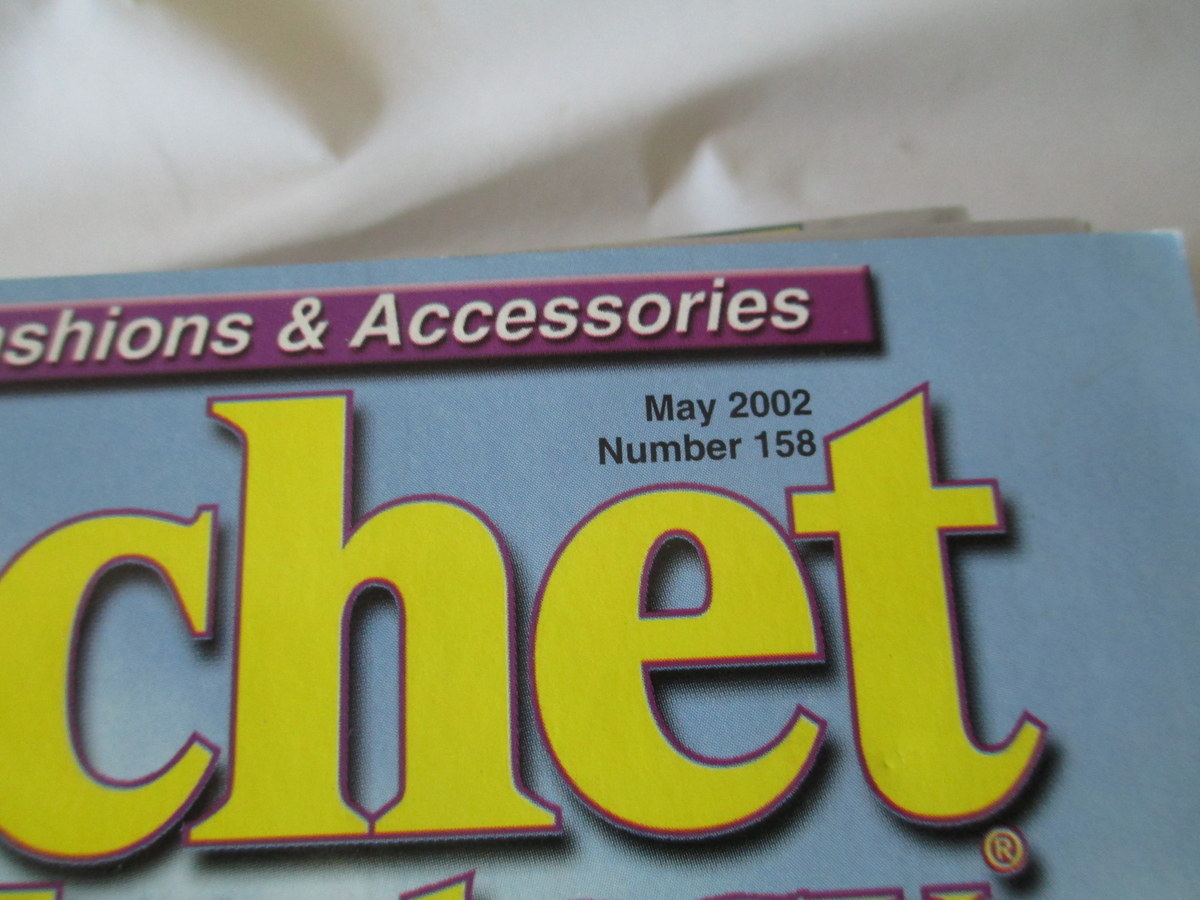 ashions & Accessories
May 2002
Number 158
chet
®